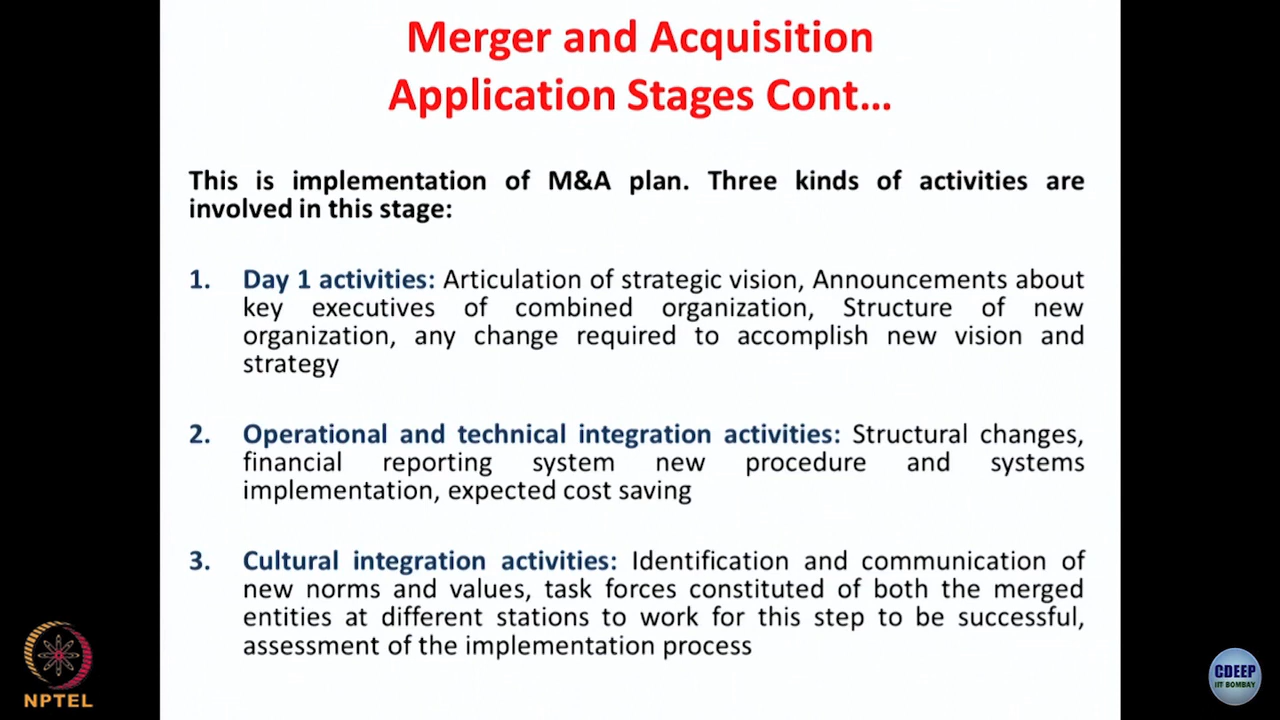 Merger and Acquisition
Application Stages Cont...
This is implementation of M&A plan. Three kinds of activities are
involved in this stage:
1. Day 1 activities: Articulation of strategic vision, Announcements about
key executives of combined organization, Structure of new
organization, any change required to accomplish new vision and
strategy
2. Operational and technical integration activities: Structural changes,
financial reporting system new procedure and systems
implementation, expected cost saving
3. Cultural integration activities: Identification and communication of
new norms and values, task forces constituted of both the merged
entities at different stations to work for this step to be successful,
assessment of the implementation process
NPTEL
CDEEP
IIT BOMBAY